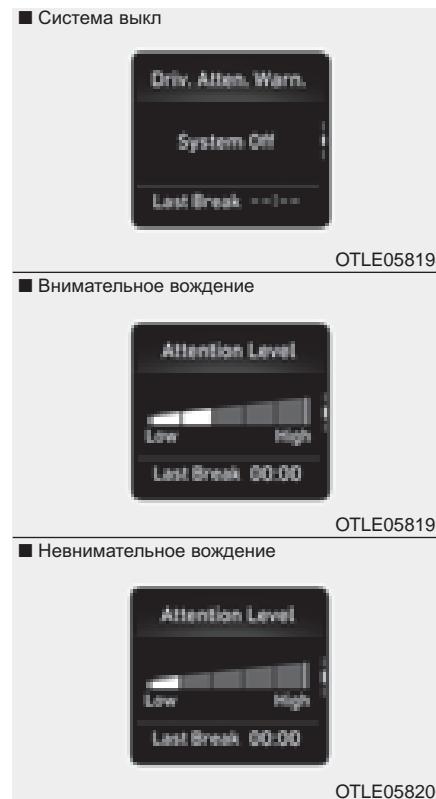 ■ Система выкл
Driv. Atten. Warn.
System Off
Last Break --:--
OTLE05819
■ Внимательное вождение
Attention Level
Low High
Last Break 00:00
OTLE05819
■ Невнимательное вождение
Attention Level
Low High
Last Break 00:00
OTLE05820